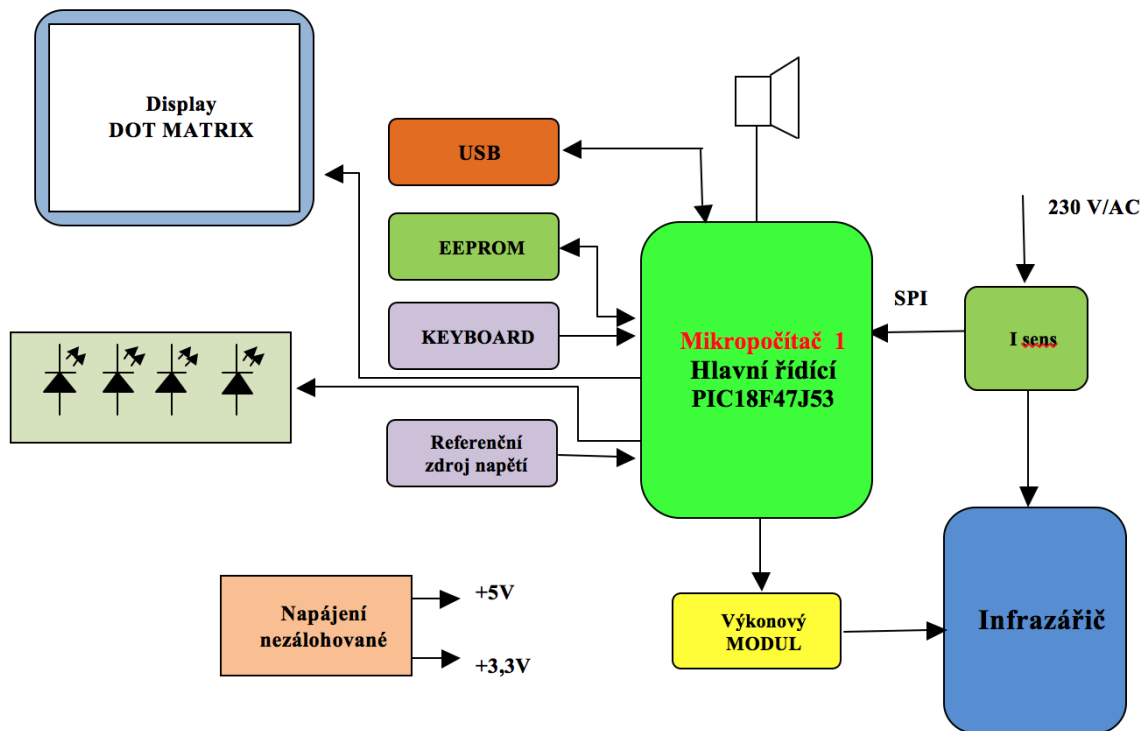 Display
DOT MATRIX
USB
230 V/AC
EEPROM
SPI
KEYBOARD
Mikropočítač 1
Hlavní řídící
PIC18F47J53
I sens
Referenční
zdroj napětí
Napájení
nezálohované
+5V
+3,3V
Výkonový
MODUL
Infrazářič